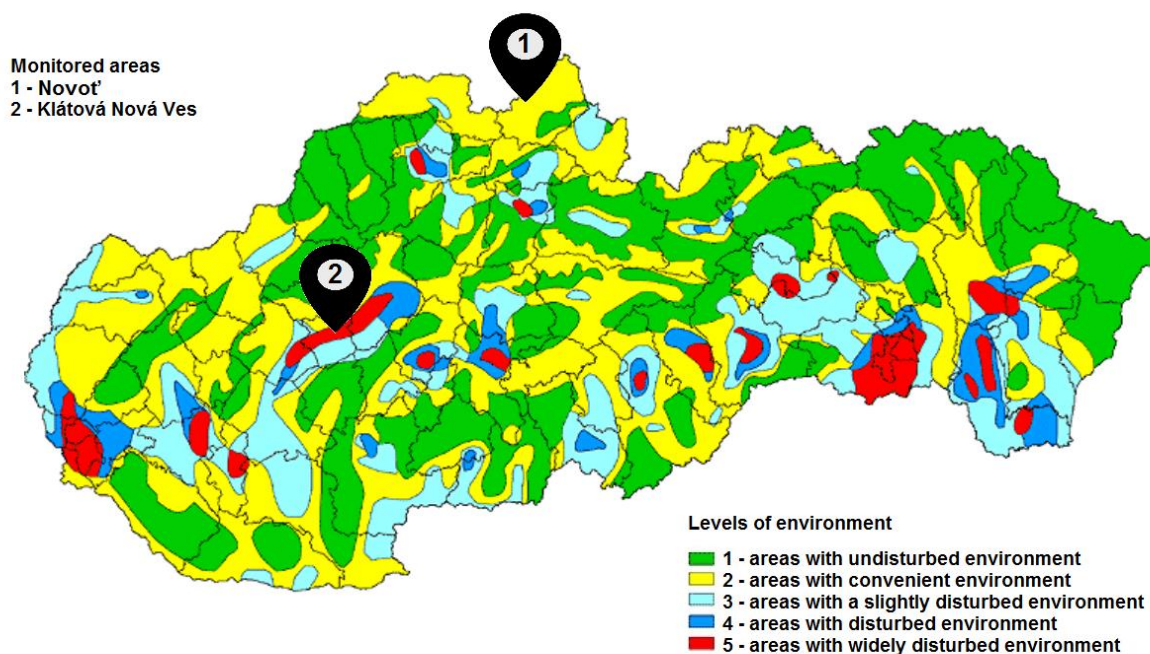 1
Monitored areas
1 - Novoť
2 - Klátová Nová Ves
2
Levels of environment
1 - areas with undisturbed environment
2 - areas with convenient environment
3 - areas with a slightly disturbed environment
4 - areas with disturbed environment
5 - areas with widely disturbed environment